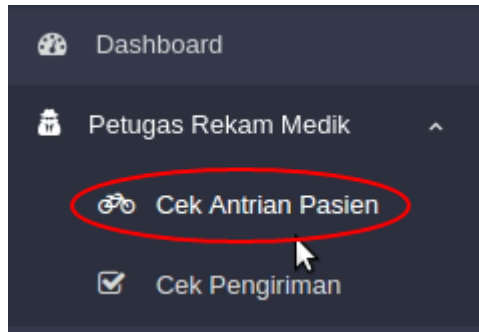 Dashboard
Petugas Rekam Medik
Cek Antrian Pasien
Cek Pengiriman